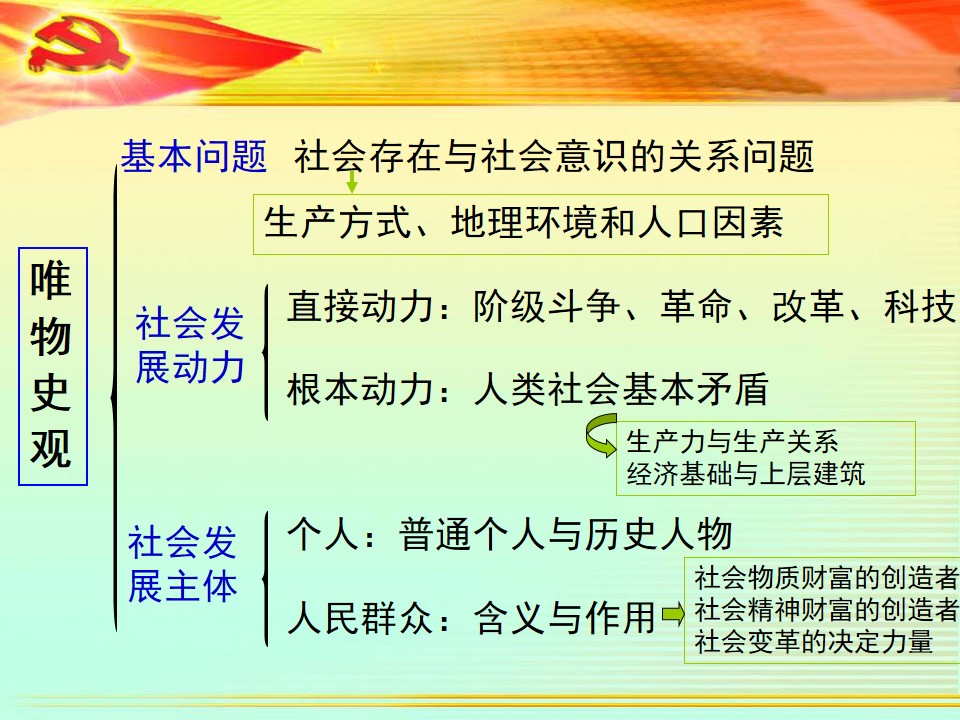 唯物史观
基本问题 社会存在与社会意识的关系问题
生产方式、地理环境和人口因素
社会发
展动力
直接动力：阶级斗争、革命、改革、科技
根本动力：人类社会基本矛盾
生产力与生产关系
经济基础与上层建筑
社会发
展主体
个人：普通个人与历史人物
人民群众：含义与作用
社会物质财富的创造者
社会精神财富的创造者
社会变革的决定力量